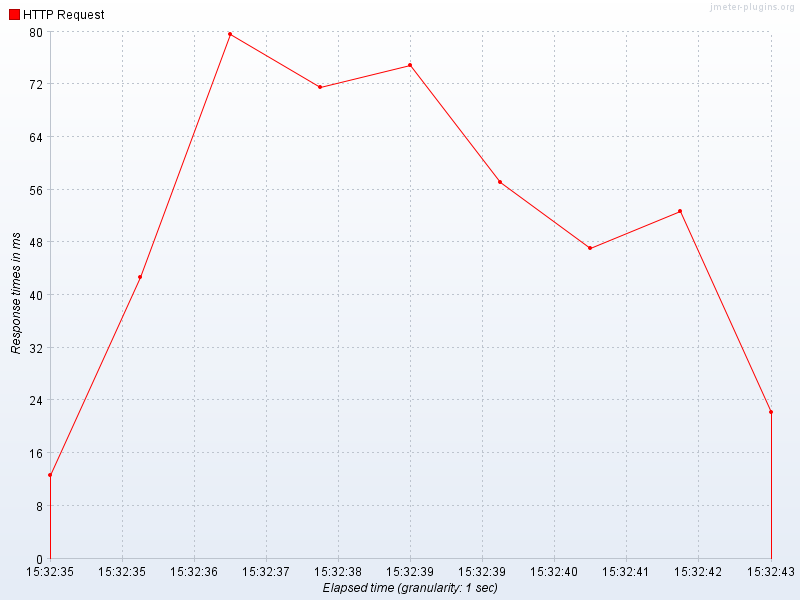 jmeter-plugins.org
HTTP Request
80
72
64
56
48
40
32
24
16
8
0
Response times in ms
15:32:35 15:32:35 15:32:36 15:32:37 15:32:38 15:32:39 15:32:39 15:32:40 15:32:41 15:32:42 15:32:43
Elapsed time (granularity: 1 sec)